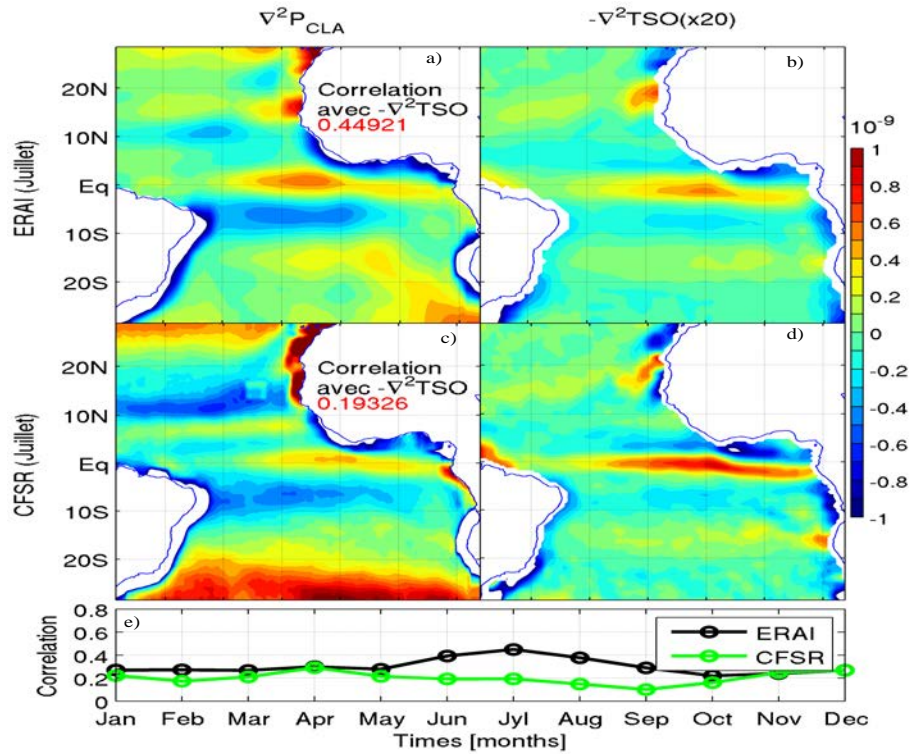 ∇²P_CLA
-∇²TSO(x20)
ERAI (Juillet)
20N
10N
Eq
10S
20S
a)
Correlation
avec -∇²TSO
0.44921
b)
CFSR (Juillet)
20N
10N
Eq
10S
20S
c)
Correlation
avec -∇²TSO
0.19326
d)
10^-9
1
0.8
0.6
0.4
0.2
0
-0.2
-0.4
-0.6
-0.8
-1
Correlation
0.8
0.6
0.4
0.2
0
e)
ERAI
CFSR
Jan Feb Mar Apr May Jun Jyl Aug Sep Oct Nov Dec
Times [months]